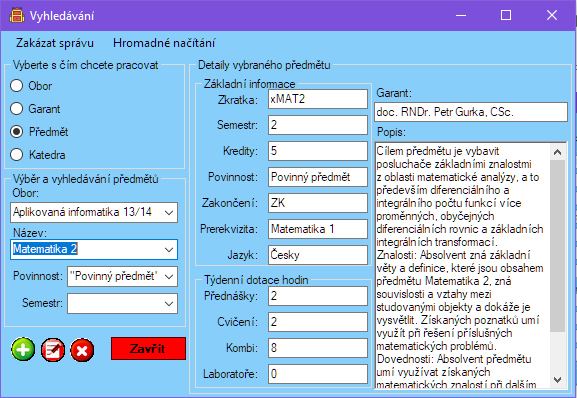 Vyhledávání
Zakázat správu Hromadné načítání
Vyberte s čím chcete pracovat
Obor
Garant
Předmět
Katedra
Výběr a vyhledávání předmětů
Obor:
Aplikovaná informatika 13/14
Název:
Matematika 2
Povinnost: "Povinný předmět"
Semestr:
Zavřít
Detaily vybraného předmětu
Základní informace
Zkratka: xMAT2
Semestr: 2
Kredity: 5
Povinnost: Povinný předmět
Zakončení: ZK
Prerekvizita: Matematika 1
Jazyk: Česky
Týdenní dotace hodin
Přednášky: 2
Cvičení: 2
Kombi: 8
Laboratoře: 0
Garant:
doc. RNDr. Petr Gurka, CSc.
Popis:
Cílem předmětu je vybavit
posluchače základními znalostmi
z oblasti matematické analýzy, a to
především diferenciálního a
integrálního počtu funkcí více
proměnných, obyčejných
diferenciálních rovnic a základních
integrálních transformací.
Znalosti: Absolvent zná základní
věty a definice, které jsou obsahem
předmětu Matematika 2, zná
souvislosti a vztahy mezi
studovanými objekty a dokáže je
vysvětlit. Získaných poznatků umí
využít při řešení příslušných
matematických problémů.
Dovednosti: Absolvent předmětu
umí využívat získaných
matematických znalostí při dalším